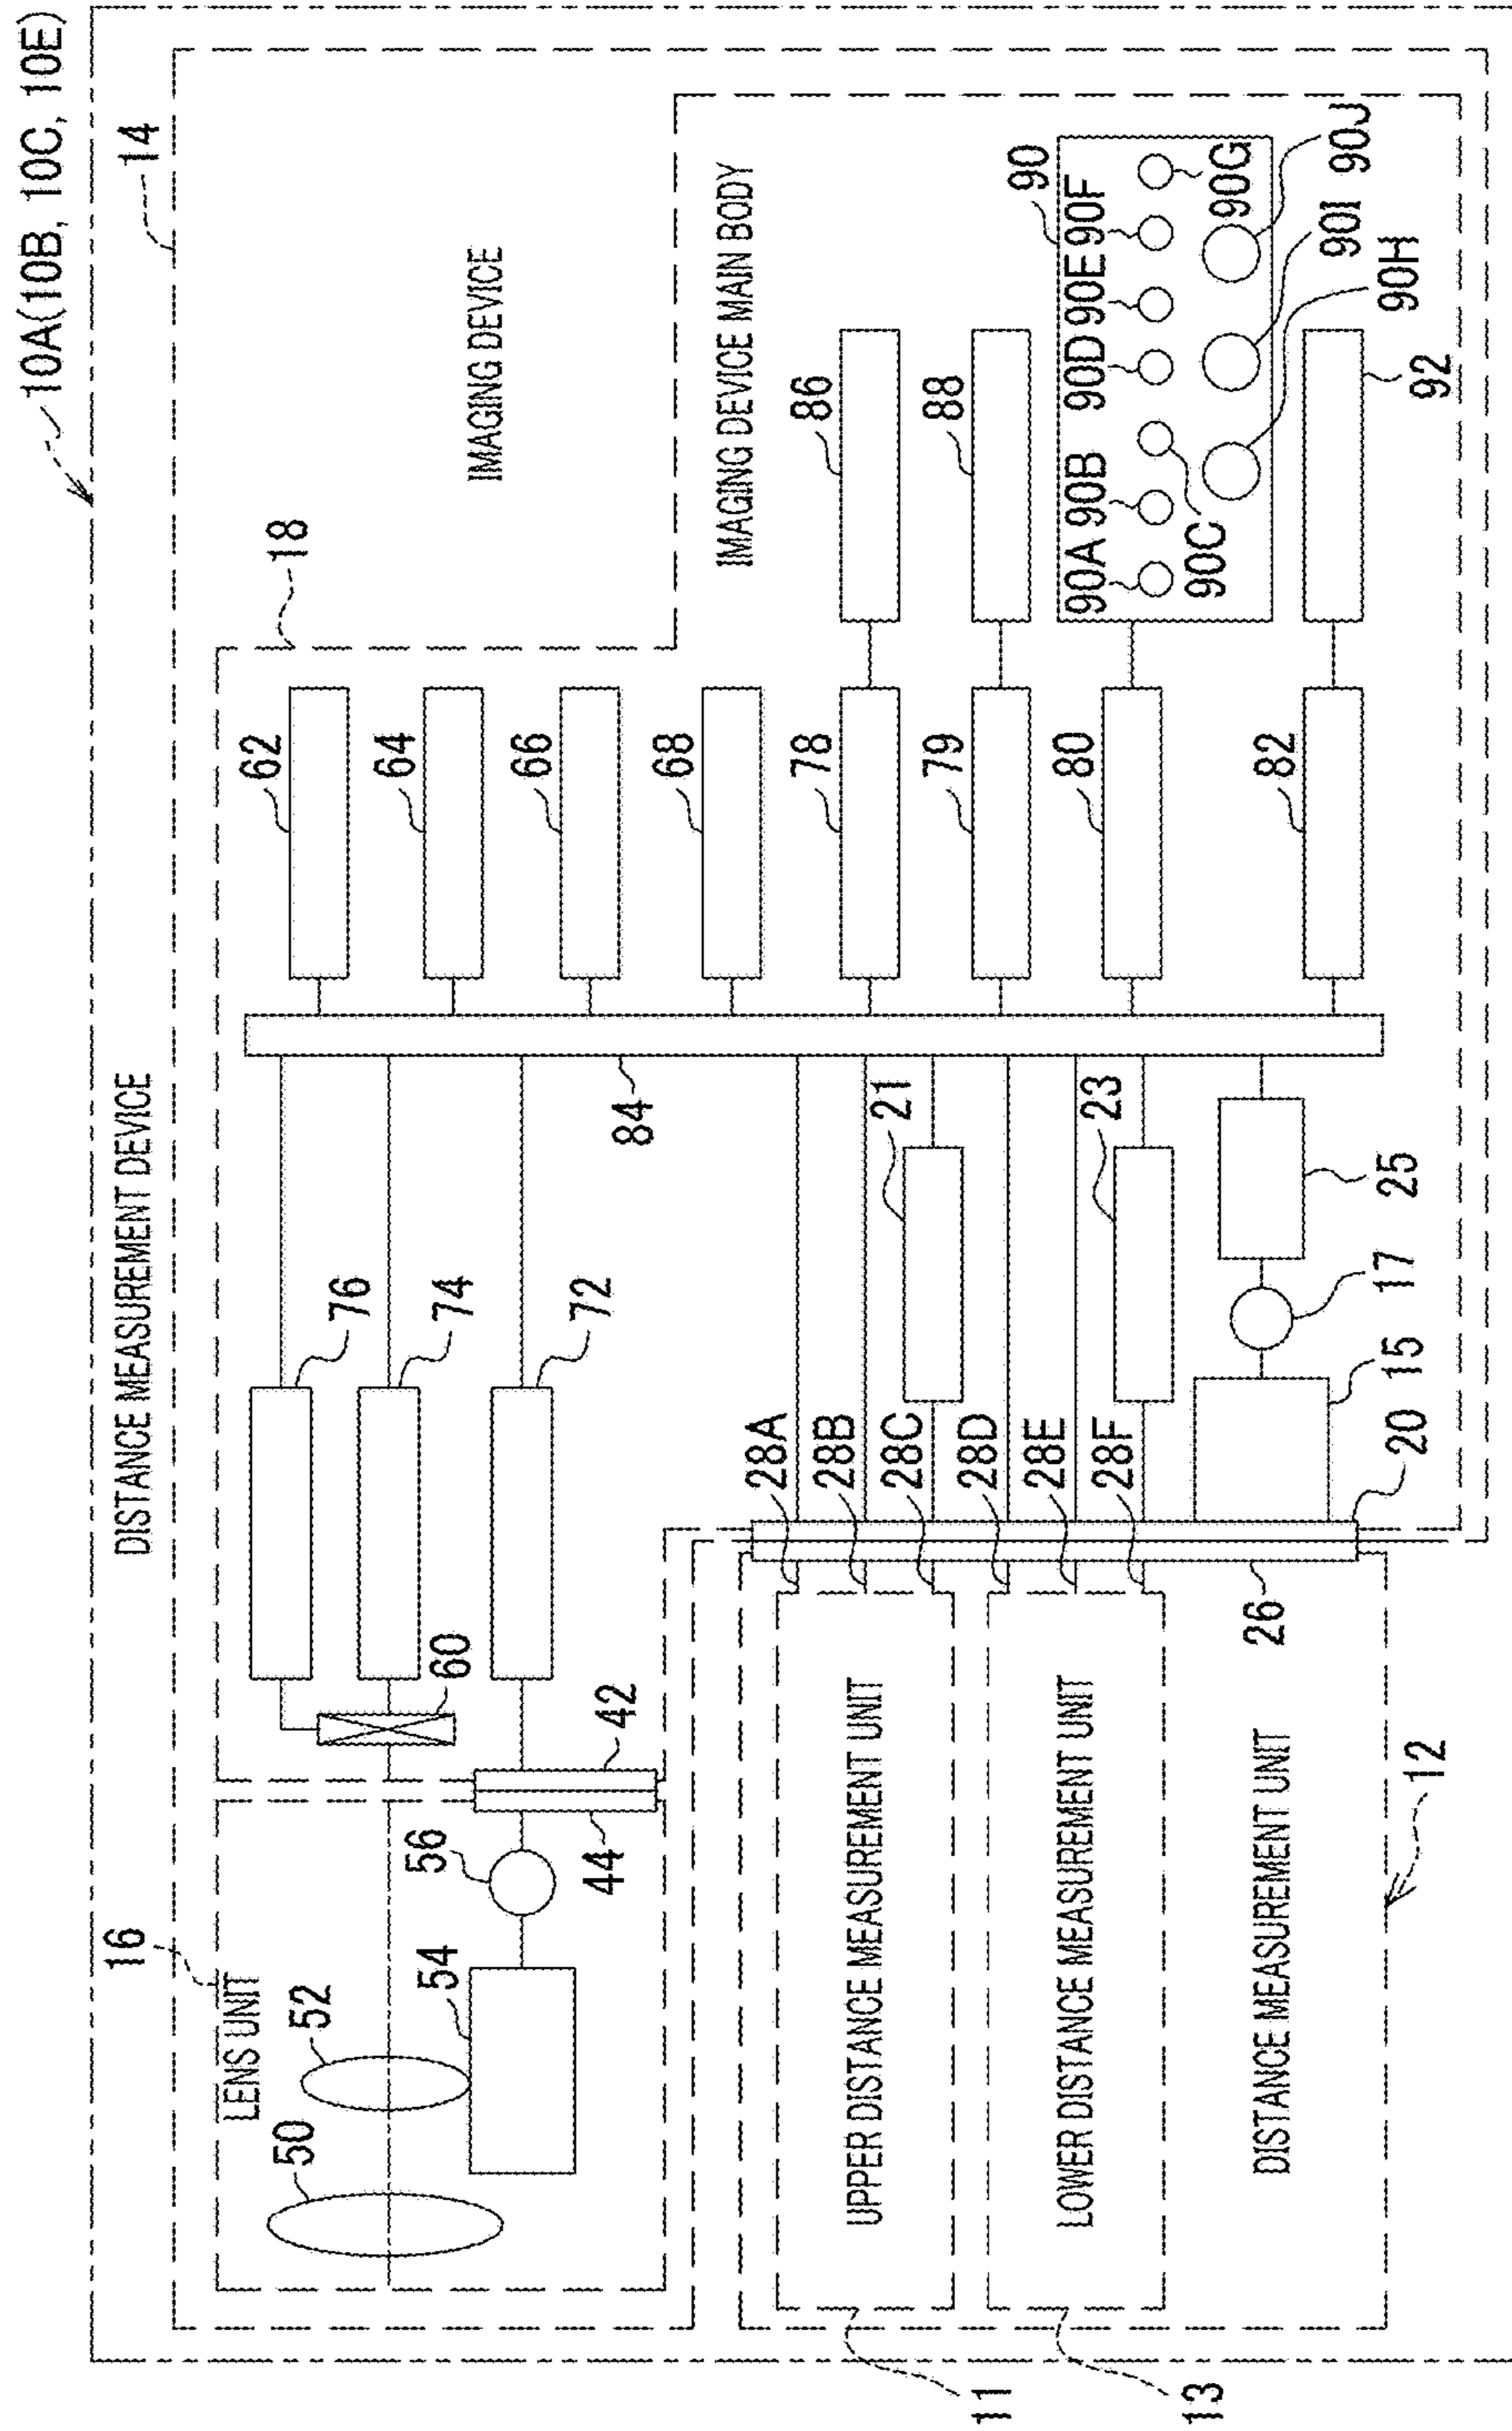 10A(10B, 10C, 10E)
DISTANCE MEASUREMENT DEVICE
14
16
18
IMAGING DEVICE
LENS UNIT
50
52
54
56
44
42
60
76
74
72
84
62
64
66
68
78
79
80
82
IMAGING DEVICE MAIN BODY
86
88
90
90A
90B
90C
90D
90E
90F
90G
90H
90I
90J
92
28A
28B
28C
28D
28E
28F
21
23
25
17
15
20
26
UPPER DISTANCE MEASUREMENT UNIT
LOWER DISTANCE MEASUREMENT UNIT
DISTANCE MEASUREMENT UNIT
11
13
12